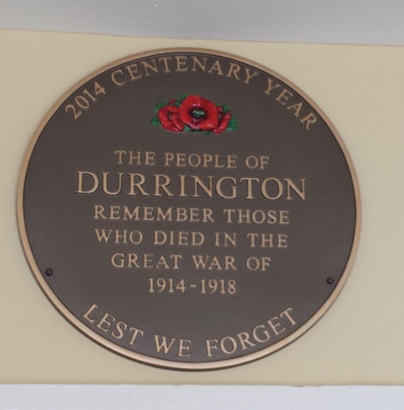 2014 CENTENARY YEAR
THE PEOPLE OF
DURRINGTON
REMEMBER THOSE
WHO DIED IN THE
GREAT WAR OF
1914-1918
LEST WE FORGET